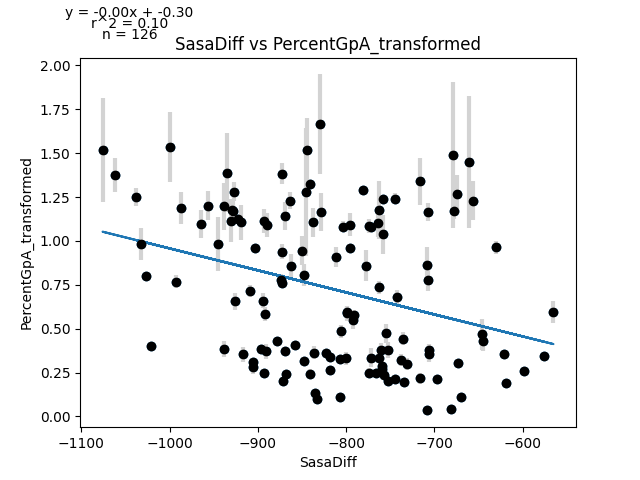 y = -0.00x + -0.30
r^2 = 0.10
n = 126
SasaDiff vs PercentGpA_transformed
2.00
1.75
1.50
1.25
1.00
0.75
0.50
0.25
0.00
PercentGpA_transformed
−1100
−1000
−900
−800
−700
−600
SasaDiff